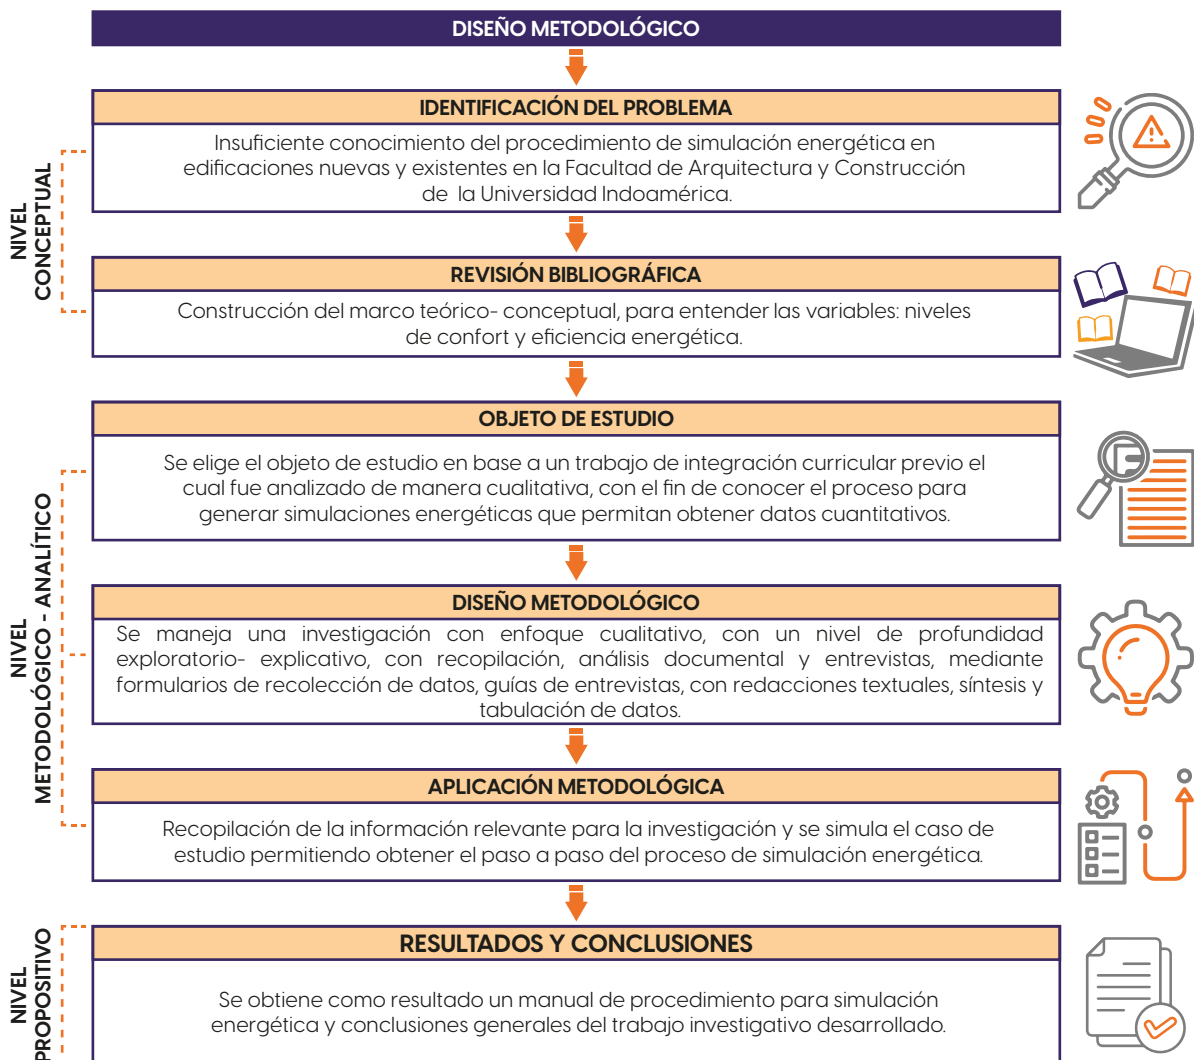 DISEÑO METODOLÓGICO
IDENTIFICACIÓN DEL PROBLEMA
Insuficiente conocimiento del procedimiento de simulación energética en
edificaciones nuevas y existentes en la Facultad de Arquitectura y Construcción
de la Universidad Indoamérica.
NIVEL
CONCEPTUAL
REVISIÓN BIBLIOGRÁFICA
Construcción del marco teórico- conceptual, para entender las variables: niveles
de confort y eficiencia energética.
OBJETO DE ESTUDIO
Se elige el objeto de estudio en base a un trabajo de integración curricular previo el
cual fue analizado de manera cualitativa, con el fin de conocer el proceso para
generar simulaciones energéticas que permitan obtener datos cuantitativos.
NIVEL
METODOLÓGICO - ANALÍTICO
DISEÑO METODOLÓGICO
Se maneja una investigación con enfoque cualitativo, con un nivel de profundidad
exploratorio- explicativo, con recopilación, análisis documental y entrevistas, mediante
formularios de recolección de datos, guías de entrevistas, con redacciones textuales, síntesis y
tabulación de datos.
APLICACIÓN METODOLÓGICA
Recopilación de la información relevante para la investigación y se simula el caso de
estudio permitiendo obtener el paso a paso del proceso de simulación energética.
NIVEL
PROPOSITIVO
RESULTADOS Y CONCLUSIONES
Se obtiene como resultado un manual de procedimiento para simulación
energética y conclusiones generales del trabajo investigativo desarrollado.